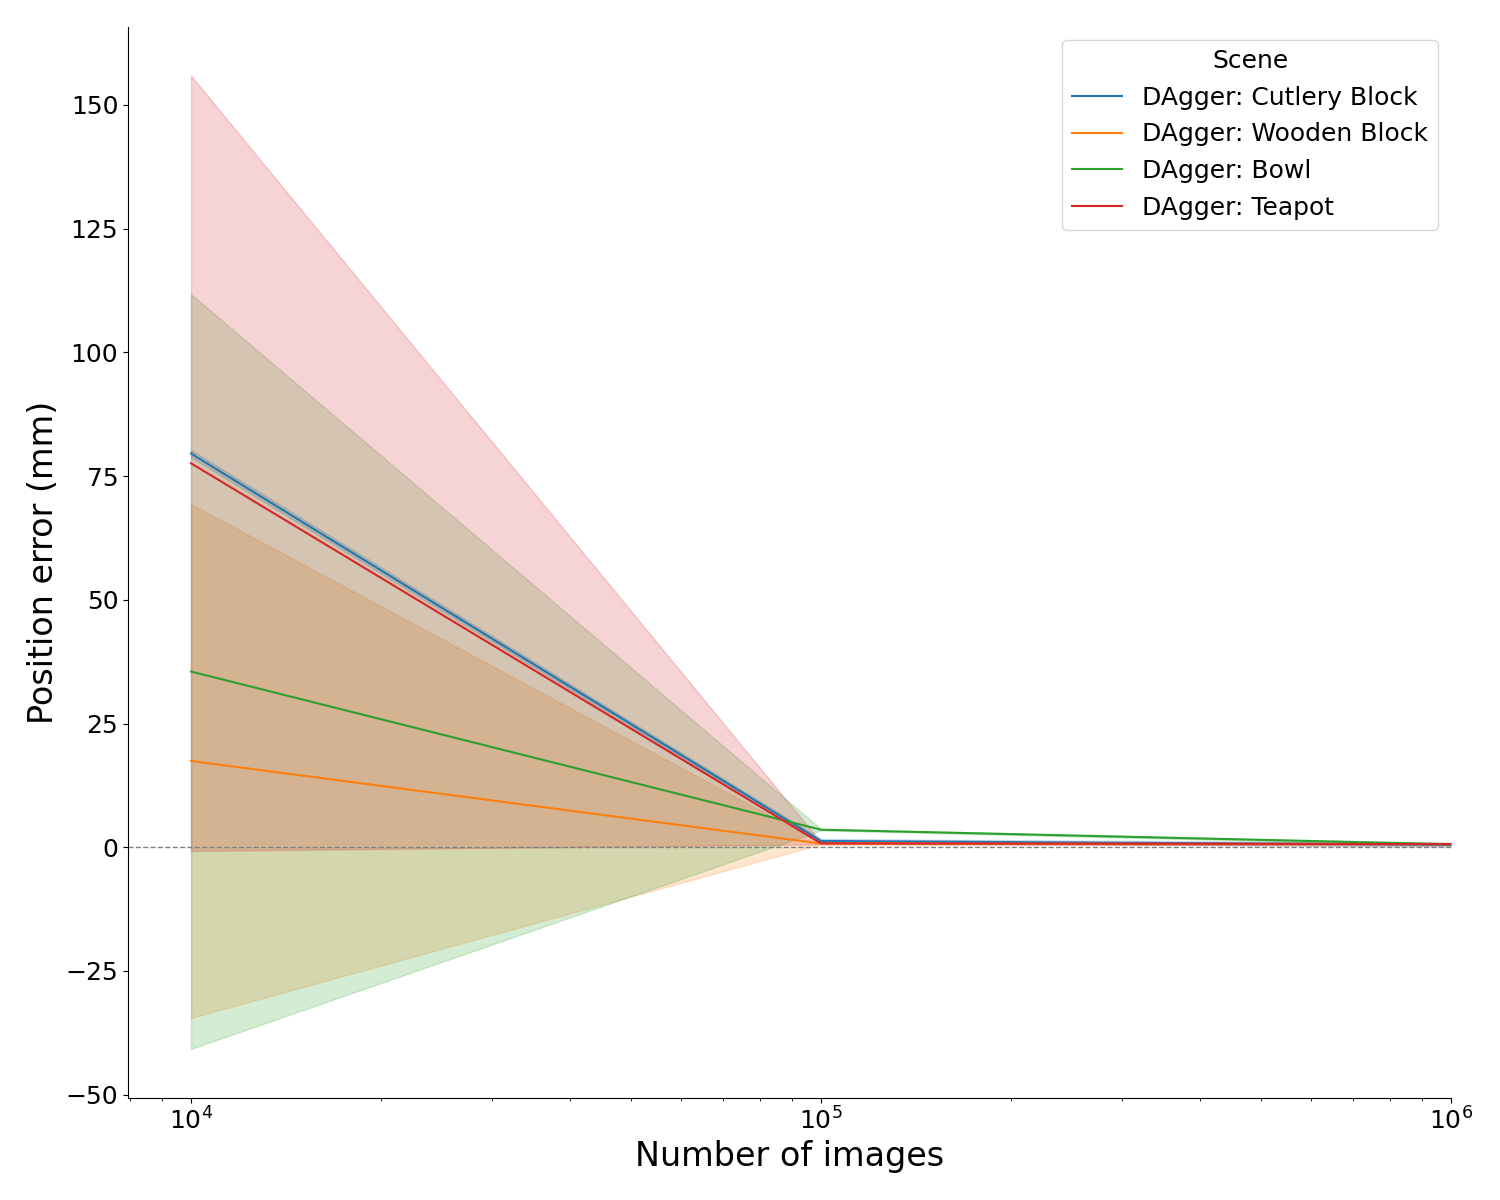 Position error (mm)
150
125
100
75
50
25
0
−25
−50
Scene
DAgger: Cutlery Block
DAgger: Wooden Block
DAgger: Bowl
DAgger: Teapot
10⁴ 10⁵ 10⁶
Number of images